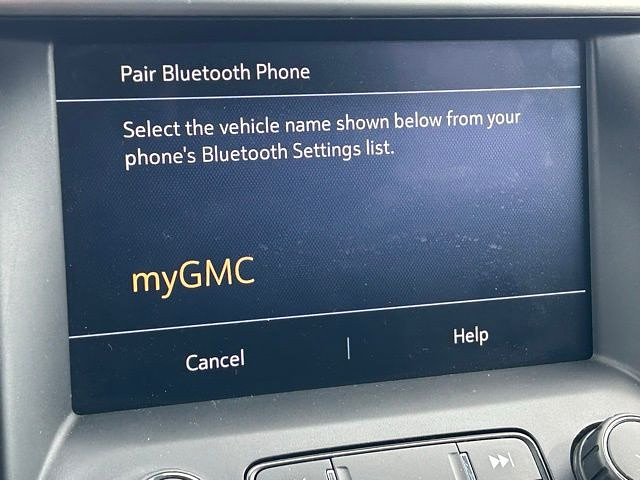 Pair Bluetooth Phone
Select the vehicle name shown below from your
phone's Bluetooth Settings list.
myGMC
Cancel | Help